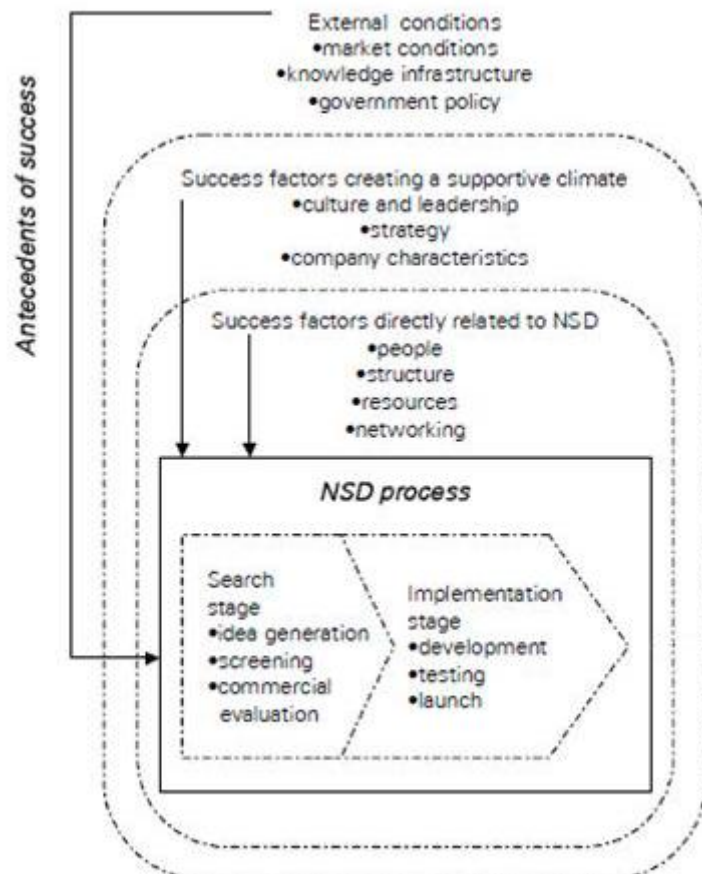 Antecedents of success
External conditions
•market conditions
•knowledge infrastructure
•government policy
Success factors creating a supportive climate
•culture and leadership
•strategy
•company characteristics
Success factors directly related to NSD
•people
•structure
•resources
•networking
NSD process
Search
stage
•idea generation
•screening
•commercial
evaluation
Implementation
stage
•development
•testing
•launch